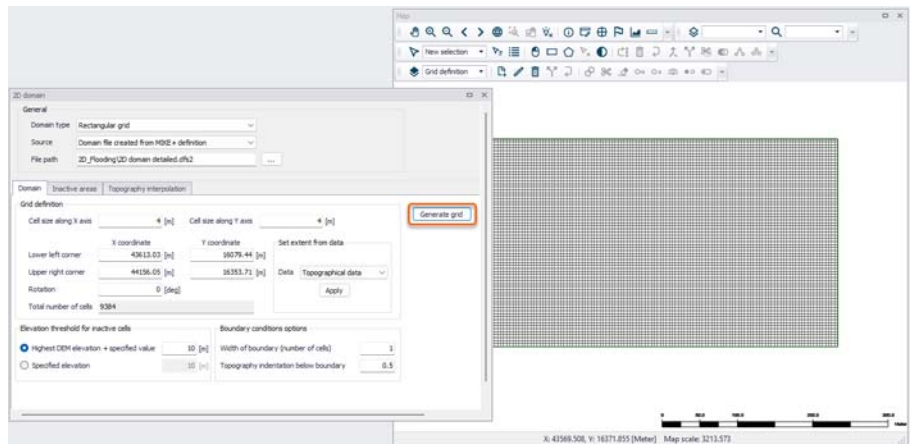 Map
New selection
Grid definition
2D domain
General
Domain type Rectangular grid
Source Domain file created from MIKE+ definition
File path 2D_Flooding\2D domain detailed.dfs2 ...
Domain Inactive areas Topography interpolation
Grid definition
Cell size along X axis 4 [m] Cell size along Y axis 4 [m]
Generate grid
X coordinate Y coordinate Set extent from data
Lower left corner 43613.03 [m] 16079.44 [m]
Upper right corner 44156.05 [m] 16353.71 [m] Data Topographical data
Rotation 0 [deg] Apply
Total number of cells 9384
Elevation threshold for inactive cells Boundary conditions options
Highest DEM elevation + specified value 10 [m] Width of boundary (number of cells) 1
Specified elevation 10 [m] Topography indentation below boundary 0.5
X: 43569.508, Y: 16371.855 [Meter] Map scale: 3213.573